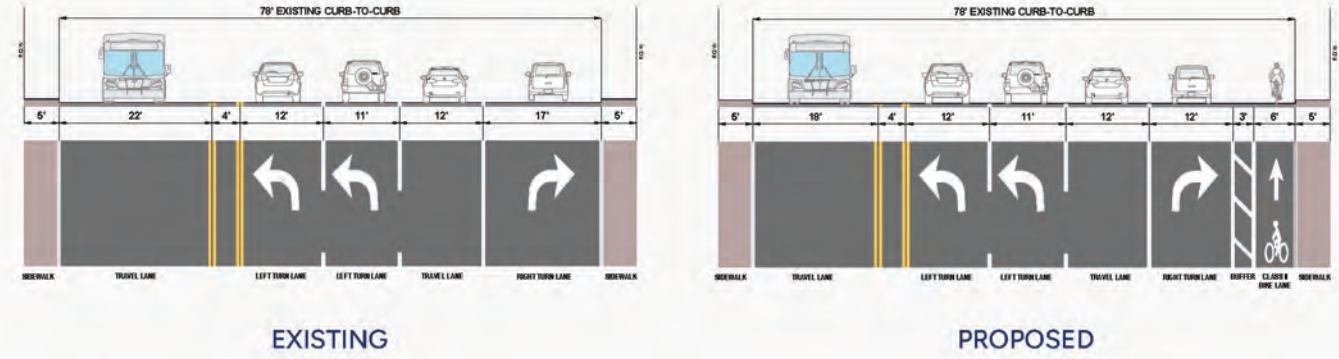 78' EXISTING CURB-TO-CURB
R.O.W.
R.O.W.
5' 22' 4' 12' 11' 12' 17' 5'
SIDEWALK TRAVEL LANE LEFT TURN LANE LEFT TURN LANE TRAVEL LANE RIGHT TURN LANE SIDEWALK
EXISTING
78' EXISTING CURB-TO-CURB
R.O.W.
R.O.W.
5' 18' 4' 12' 11' 12' 12' 3' 6' 5'
SIDEWALK TRAVEL LANE LEFT TURN LANE LEFT TURN LANE TRAVEL LANE RIGHT TURN LANE BUFFER CLASS II SIDEWALK
BIKE LANE
PROPOSED